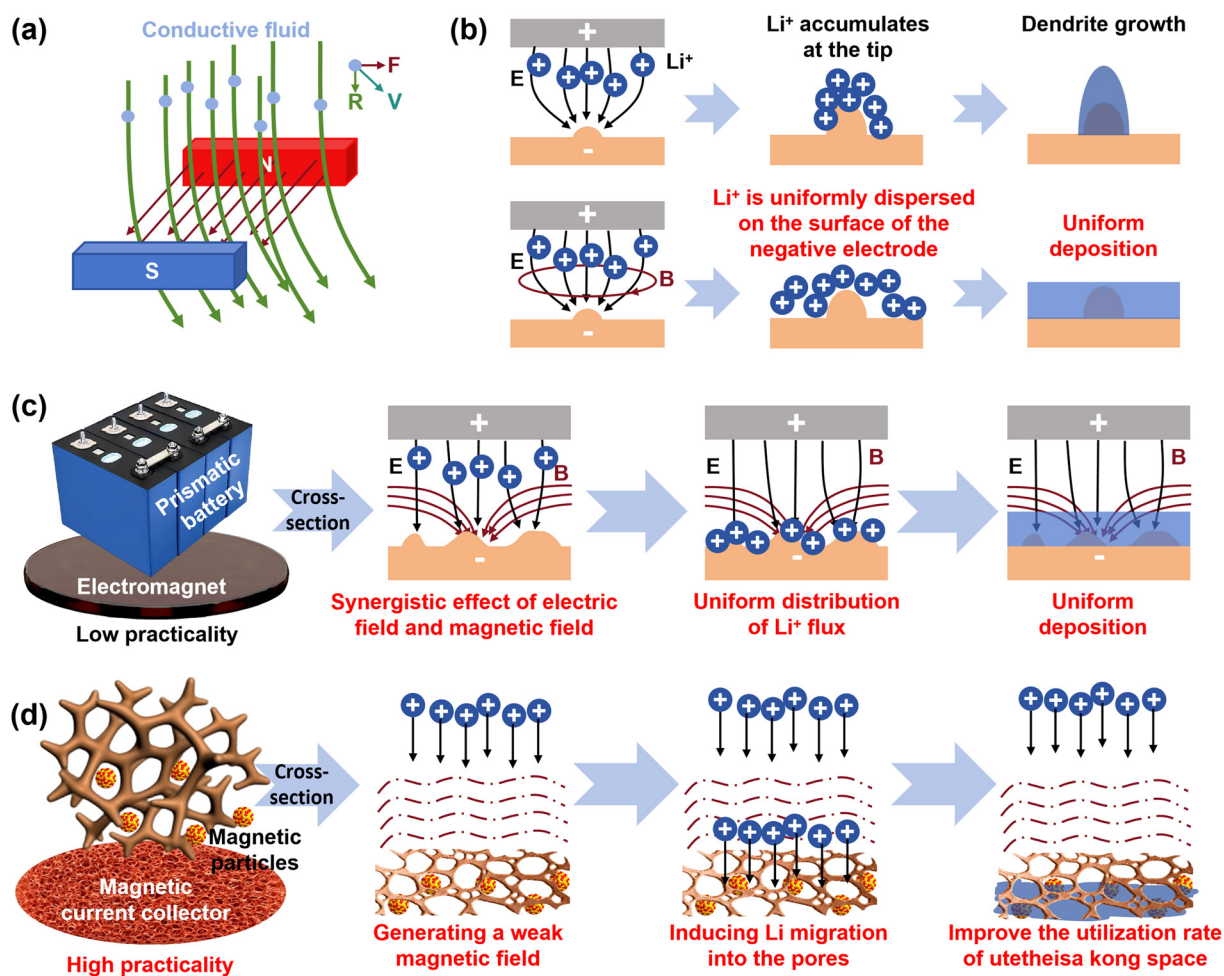 (a)
Conductive fluid
F
R
V
N
S
(b)
+
E
Li⁺
-
Li⁺ accumulates
at the tip
Dendrite growth
+
E
B
-
Li⁺ is uniformly dispersed
on the surface of the
negative electrode
Uniform
deposition
(c)
Prismatic
battery
Electromagnet
Low practicality
Cross-
section
+
E
B
-
Synergistic effect of electric
field and magnetic field
+
E
B
-
Uniform distribution
of Li⁺ flux
+
E
B
-
Uniform
deposition
(d)
Magnetic
particles
Magnetic
current collector
High practicality
Cross-
section
Generating a weak
magnetic field
Inducing Li migration
into the pores
Improve the utilization rate
of utetheisa kong space